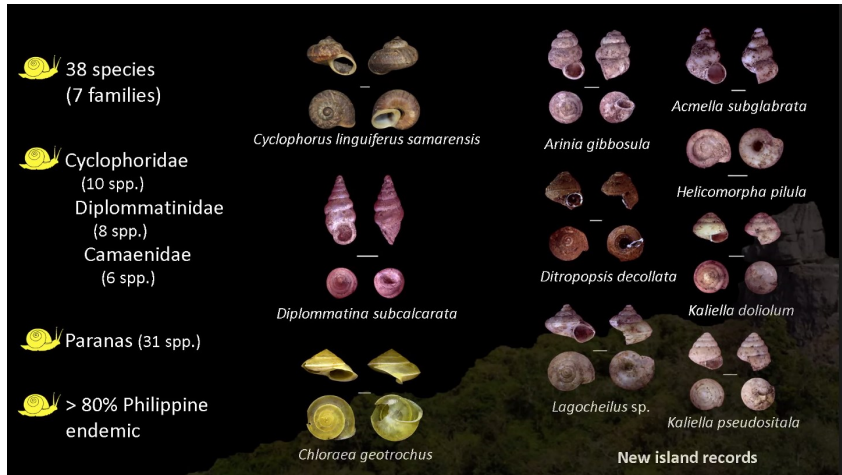 38 species
(7 families)
Cyclophoridae
(10 spp.)
Diplommatinidae
(8 spp.)
Camaenidae
(6 spp.)
Paranas (31 spp.)
> 80% Philippine
endemic
Cyclophorus linguiferus samarensis
Diplommatina subcalcarata
Chloraea geotrochus
Arinia gibbosula
Ditropopsis decollata
Lagocheilus sp.
Acmella subglabrata
Helicomorpha pilula
Kaliella doliolum
Kaliella pseudositala
New island records